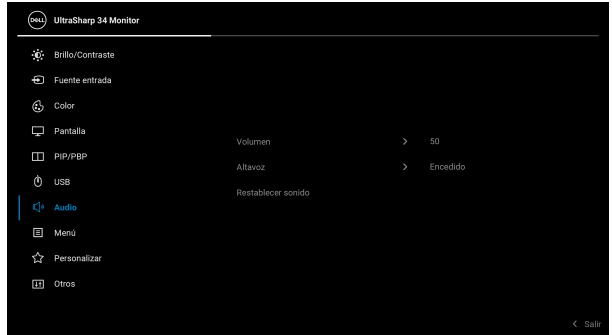 DELL UltraSharp 34 Monitor
Brillo/Contraste
Fuente entrada
Color
Pantalla
PIP/PBP
USB
Audio
Menú
Personalizar
Otros
Volumen > 50
Altavoz > Encedido
Restablecer sonido
< Salir